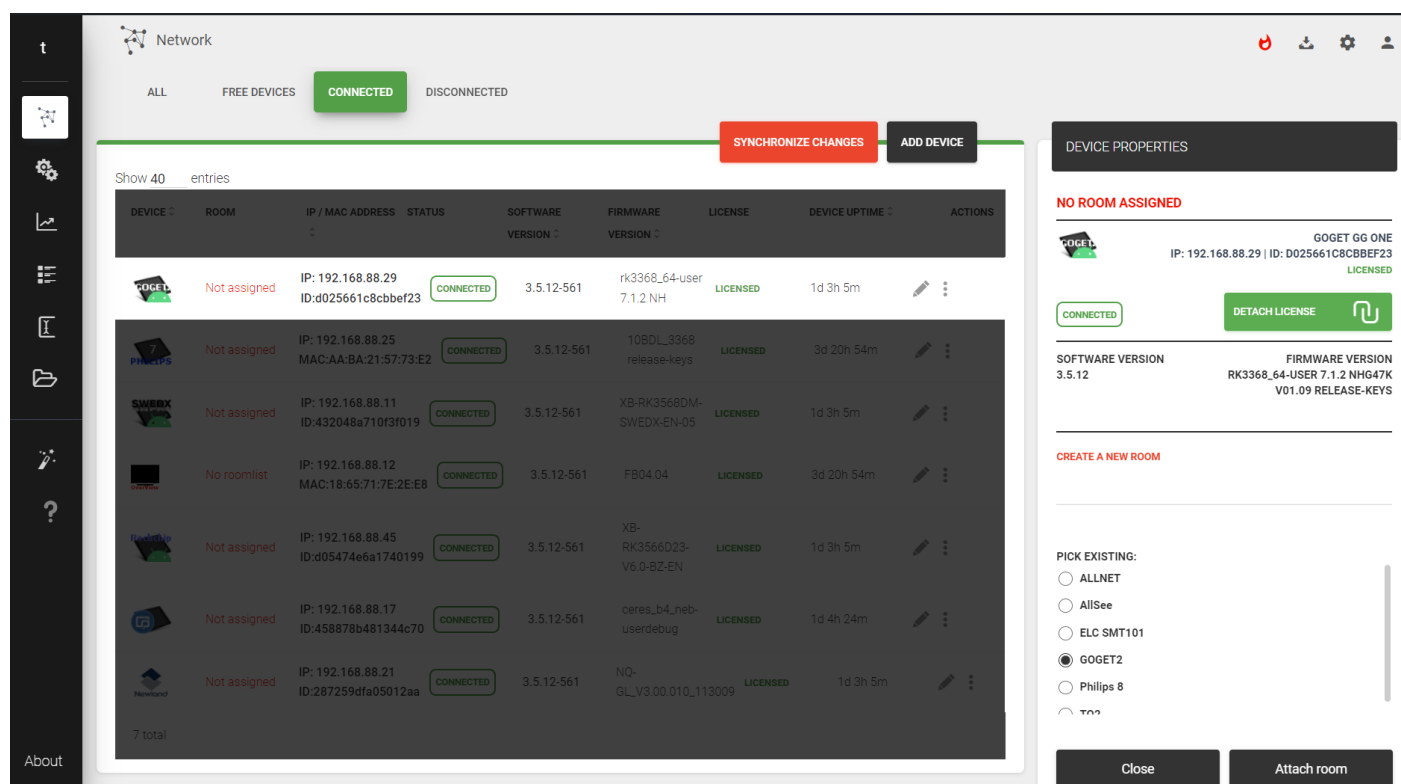 t
Network
ALL FREE DEVICES CONNECTED DISCONNECTED
SYNCHRONIZE CHANGES ADD DEVICE
Show 40 entries
DEVICE ROOM IP / MAC ADDRESS STATUS SOFTWARE VERSION FIRMWARE VERSION LICENSE DEVICE UPTIME ACTIONS
GOGET Not assigned IP: 192.168.88.29 CONNECTED 3.5.12-561 rk3368_64-user LICENSED 1d 3h 5m
ID:d025661c8cbbef23 7.1.2 NH
7 PHILIPS Not assigned IP: 192.168.88.25 CONNECTED 3.5.12-561 10BDL_3368 LICENSED 3d 20h 54m
MAC:AA:BA:21:57:73:E2 release-keys
SWEDX Not assigned IP: 192.168.88.11 CONNECTED 3.5.12-561 XB-RK3568DM- LICENSED 1d 3h 5m
ID:432048a710f3f019 SWEDX-EN-05
No roomlist IP: 192.168.88.12 CONNECTED 3.5.12-561 FB04.04 LICENSED 3d 20h 54m
MAC:18:65:71:7E:2E:E8
Not assigned IP: 192.168.88.45 CONNECTED 3.5.12-561 XB- LICENSED 1d 3h 5m
ID:d05474e6a1740199 RK3566D23-
V6.0-BZ-EN
Not assigned IP: 192.168.88.17 CONNECTED 3.5.12-561 ceres_b4_neb- LICENSED 1d 4h 24m
ID:458878b481344c70 userdebug
Newland Not assigned IP: 192.168.88.21 CONNECTED 3.5.12-561 NQ- LICENSED 1d 3h 5m
ID:287259dfa05012aa GL_V3.00.010_113009
7 total
About
DEVICE PROPERTIES
NO ROOM ASSIGNED
GOGET
GOGET GG ONE
IP: 192.168.88.29 | ID: D025661C8CBBEF23
LICENSED
CONNECTED DETACH LICENSE
SOFTWARE VERSION FIRMWARE VERSION
3.5.12 RK3368_64-USER 7.1.2 NHG47K
V01.09 RELEASE-KEYS
CREATE A NEW ROOM
PICK EXISTING:
ALLNET
AllSee
ELC SMT101
GOGET2
Philips 8
Close Attach room